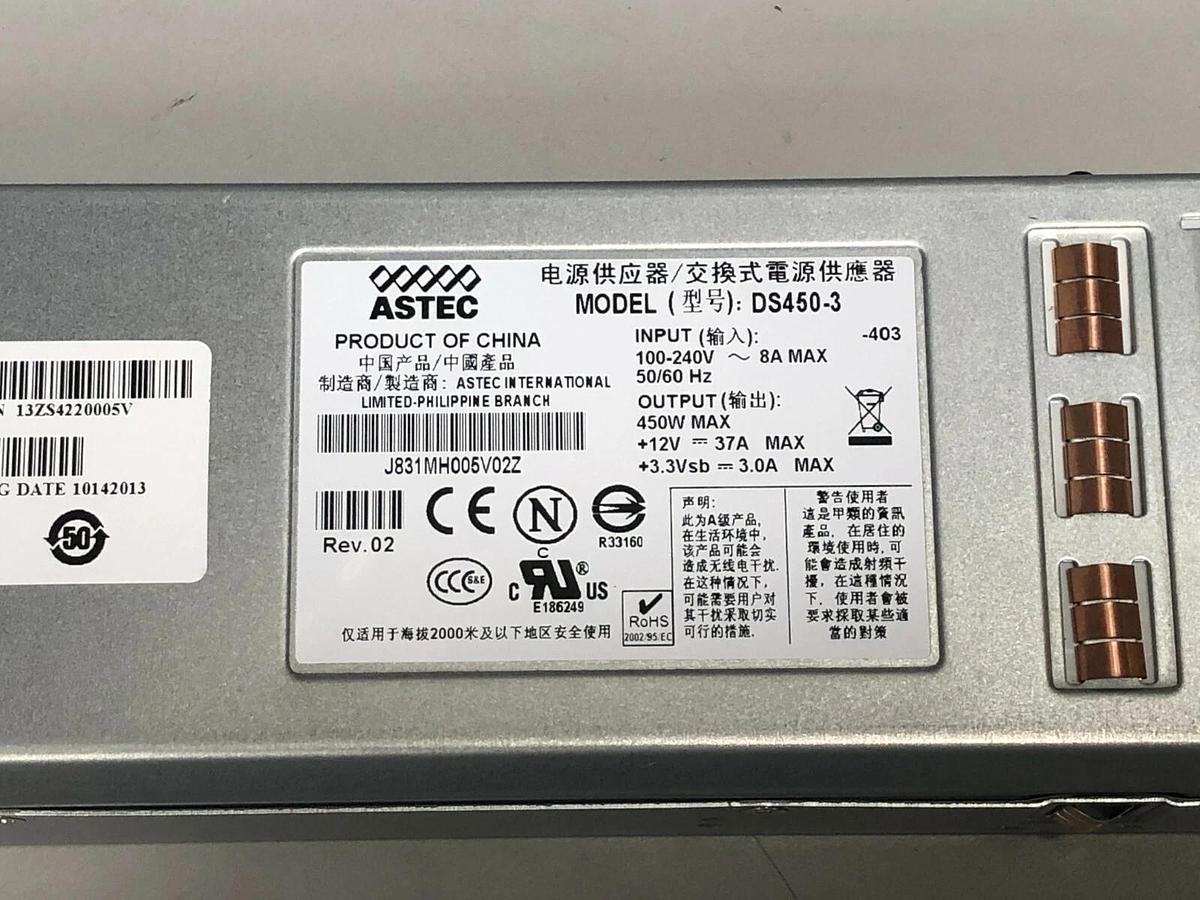 N 13ZS4220005V
G DATE 10142013
50
ASTEC
PRODUCT OF CHINA
中国产品/中國產品
制造商/製造商: ASTEC INTERNATIONAL
LIMITED-PHILIPPINE BRANCH
J831MH005V02Z
Rev.02
电源供应器/交換式電源供應器
MODEL (型号): DS450-3
INPUT (输入): -403
100-240V ～ 8A MAX
50/60 Hz
OUTPUT (输出):
450W MAX
+12V ⎓ 37A MAX
+3.3Vsb ⎓ 3.0A MAX
CE N
C
R33160
CCC S&E
C RU ® US
E186249
RoHS
2002/95/EC
仅适用于海拔2000米及以下地区安全使用
声明:
此为A级产品,
在生活环境中,
该产品可能会
造成无线电干扰.
在这种情况下,
可能需要用户对
其干扰采取切实
可行的措施.
警告使用者
這是甲類的資訊
產品, 在居住的
環境使用時, 可
能會造成射頻干
擾, 在這種情況
下, 使用者會被
要求採取某些適
當的對策